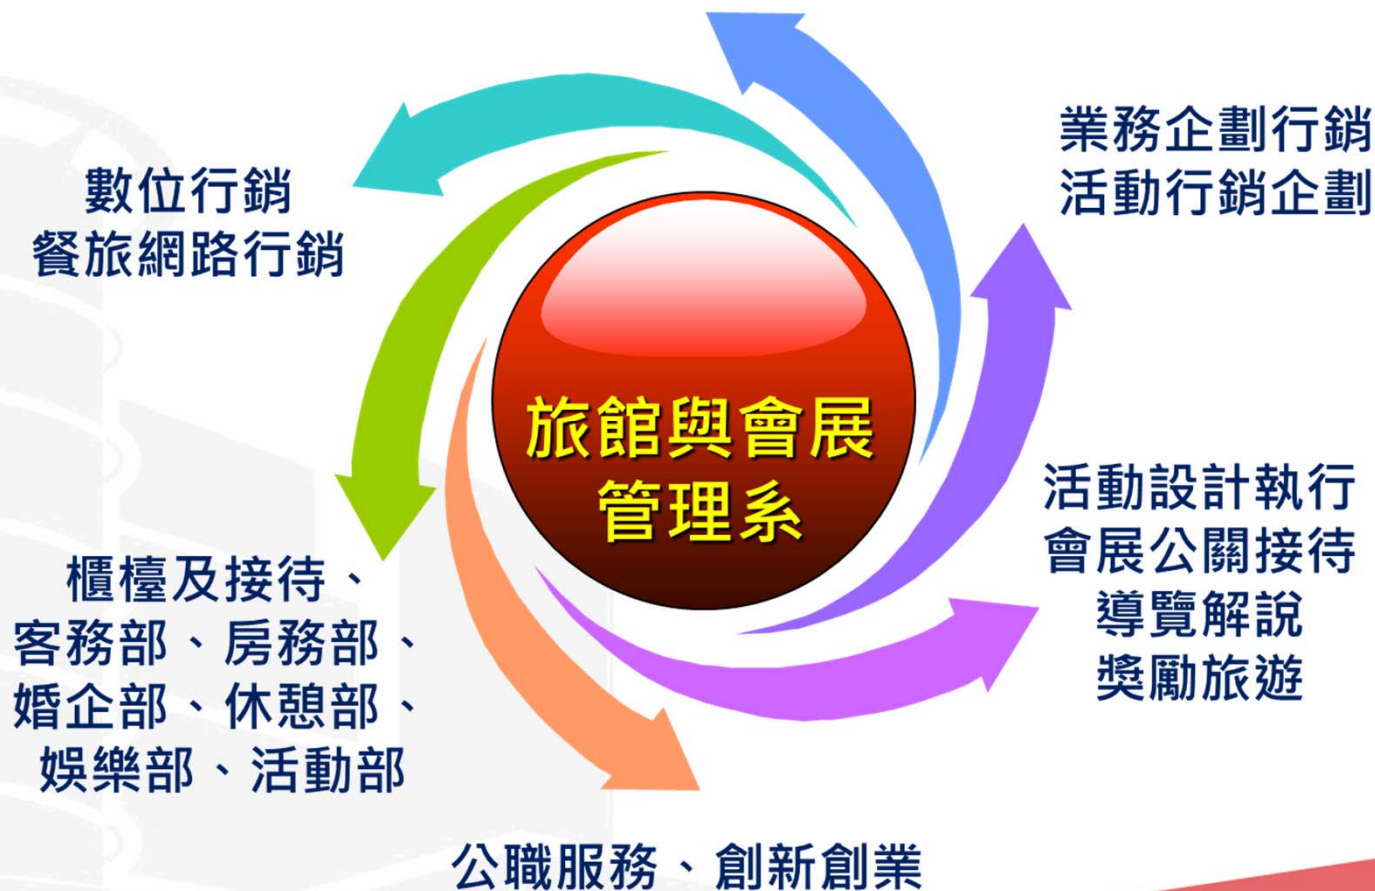 業務企劃行銷
活動行銷企劃
數位行銷
餐旅網路行銷
旅館與會展
管理系
活動設計執行
會展公關接待
導覽解說
獎勵旅遊
櫃檯及接待、
客務部、房務部、
婚企部、休憩部、
娛樂部、活動部
公職服務、創新創業